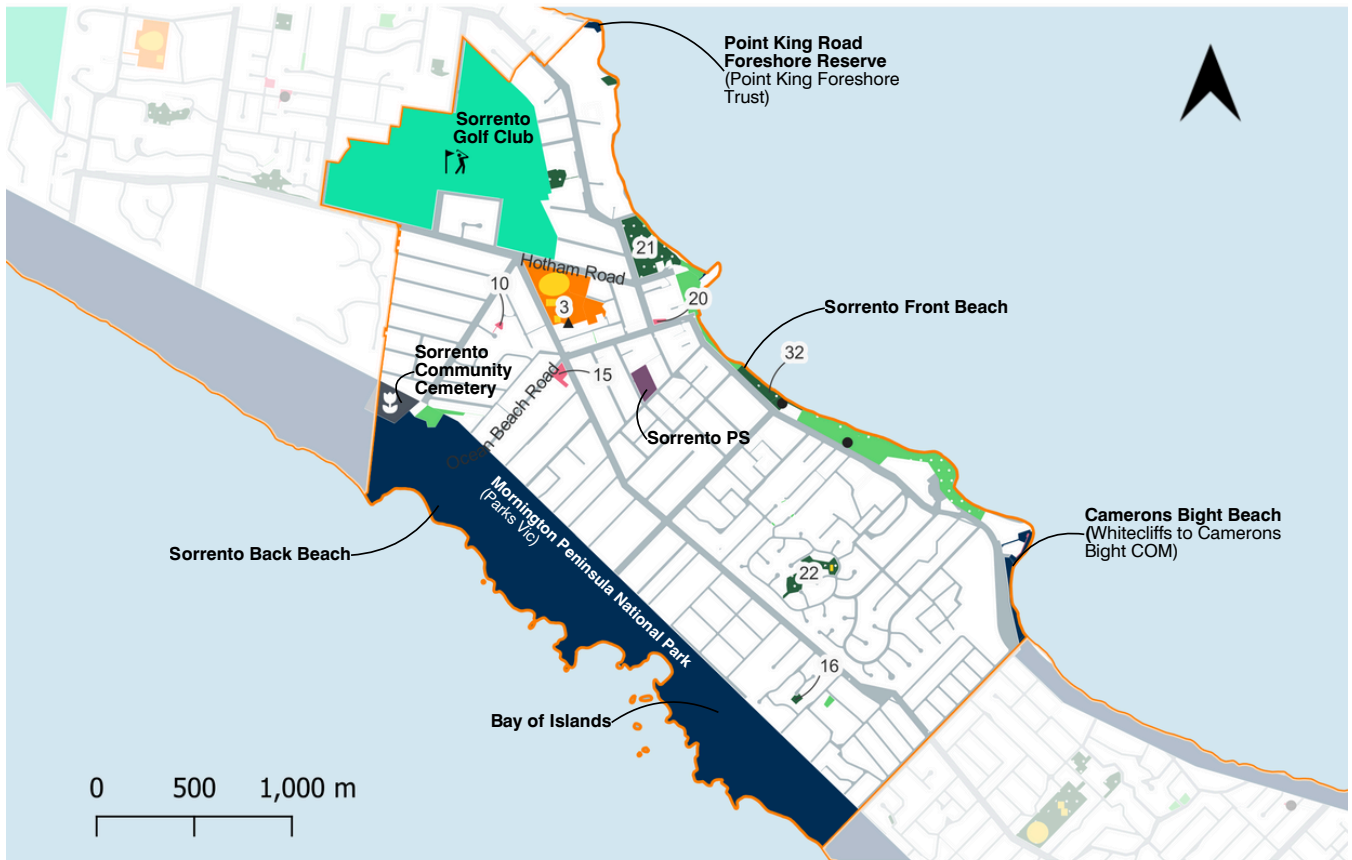 Point King Road
Foreshore Reserve
(Point King Foreshore
Trust)
Sorrento
Golf Club
21
Hotham Road
10
3
20
Sorrento Front Beach
32
Sorrento
Community
Cemetery
15
Ocean Beach Road
Sorrento PS
Mornington Peninsula National Park
(Parks Vic)
Camerons Bight Beach
(Whitecliffs to Camerons
Bight COM)
Sorrento Back Beach
22
16
Bay of Islands
0 500 1,000 m